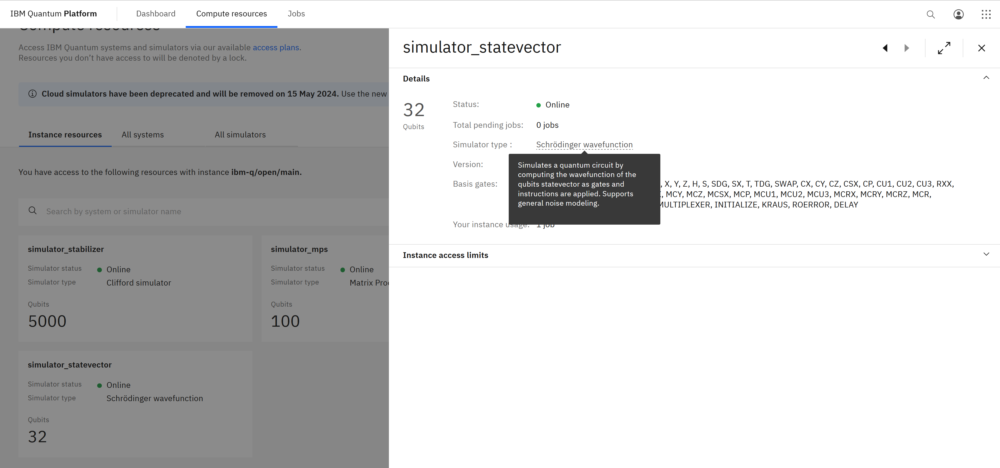 IBM Quantum Platform
Dashboard
Compute resources
Jobs
Compute resources
Access IBM Quantum systems and simulators via our available access plans.
Resources you don’t have access to will be denoted by a lock.
Cloud simulators have been deprecated and will be removed on 15 May 2024. Use the new
Instance resources
All systems
All simulators
You have access to the following resources with instance ibm-q/open/main.
Search by system or simulator name
simulator_stabilizer
Simulator status
Online
Simulator type
Clifford simulator
Qubits
5000
simulator_mps
Simulator status
Online
Simulator type
Matrix
Qubits
100
simulator_statevector
Simulator status
Online
Simulator type
Schrödinger wavefunction
Qubits
32
simulator_statevector
Details
32
Qubits
Status:
Online
Total pending jobs:
0 jobs
Simulator type :
Schrödinger wavefunction
Simulates a quantum circuit by
computing the wavefunction of the
qubits statevector as gates and
instructions are applied. Supports
general noise modeling.
Version:
Basis gates:
, X, Y, Z, H, S, SDG, SX, T, TDG, SWAP, CX, CY, CZ, CSX, CP, CU1, CU2, CU3, RXX,
, MCY, MCZ, MCSX, MCP, MCU1, MCU2, MCU3, MCRX, MCRY, MCRZ, MCR,
MULTIPLEXER, INITIALIZE, KRAUS, ROERROR, DELAY
Your instance usage:
1 job
Instance access limits